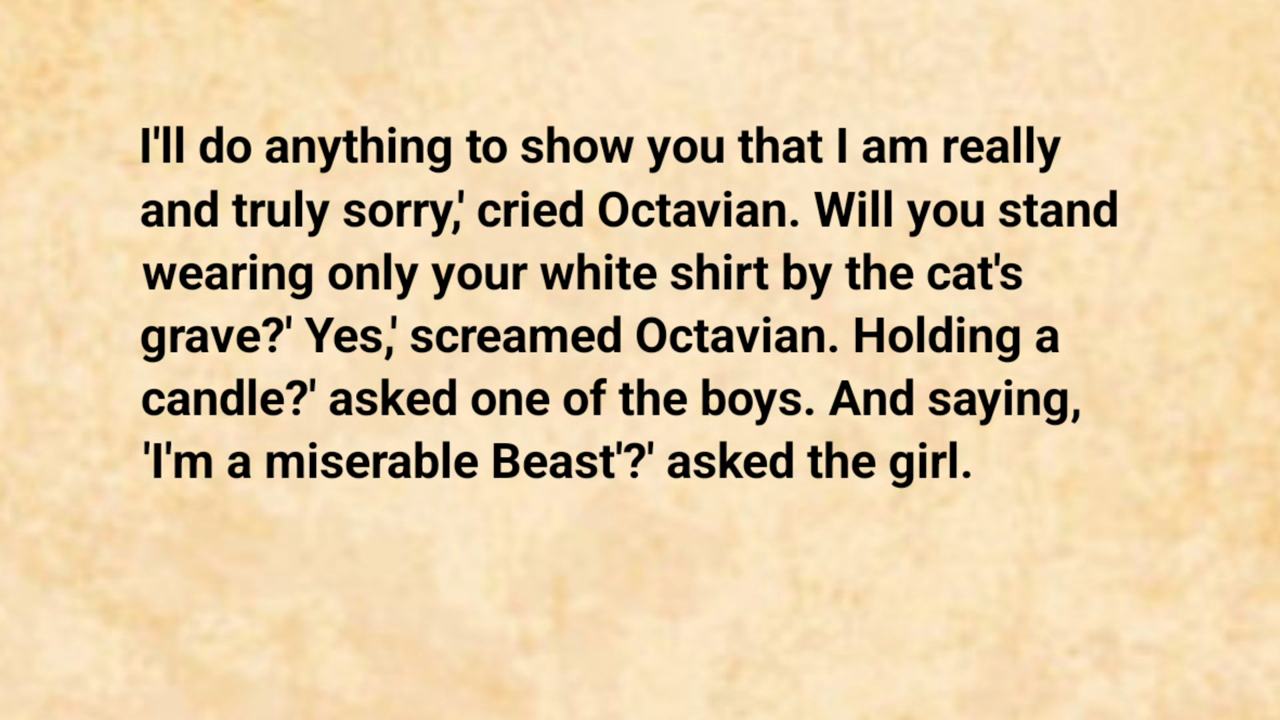 I'll do anything to show you that I am really
and truly sorry,' cried Octavian. Will you stand
wearing only your white shirt by the cat's
grave?' Yes,' screamed Octavian. Holding a
candle?' asked one of the boys. And saying,
'I'm a miserable Beast'?' asked the girl.